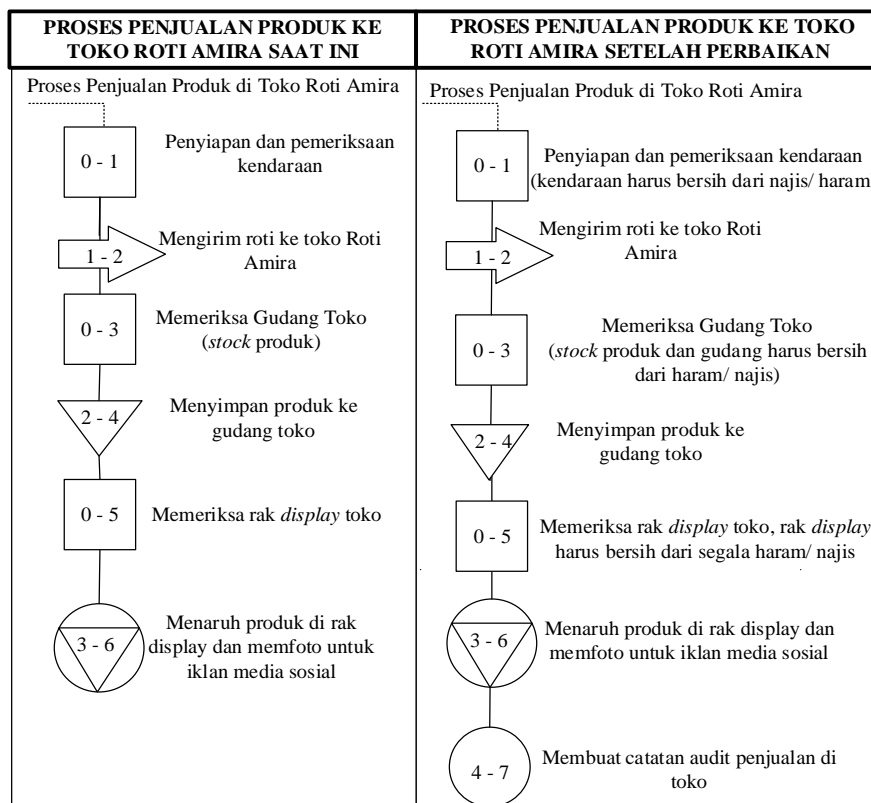 PROSES PENJUALAN PRODUK KE
TOKO ROTI AMIRA SAAT INI
Proses Penjualan Produk di Toko Roti Amira
0 - 1
Penyiapan dan pemeriksaan
kendaraan
1 - 2
Mengirim roti ke toko Roti
Amira
0 - 3
Memeriksa Gudang Toko
(stock produk)
2 - 4
Menyimpan produk ke
gudang toko
0 - 5
Memeriksa rak display toko
3 - 6
Menaruh produk di rak
display dan memfoto untuk
iklan media sosial
PROSES PENJUALAN PRODUK KE TOKO
ROTI AMIRA SETELAH PERBAIKAN
Proses Penjualan Produk di Toko Roti Amira
0 - 1
Penyiapan dan pemeriksaan kendaraan
(kendaraan harus bersih dari najis/ haram
1 - 2
Mengirim roti ke toko Roti
Amira
0 - 3
Memeriksa Gudang Toko
(stock produk dan gudang harus bersih
dari haram/ najis)
2 - 4
Menyimpan produk ke
gudang toko
0 - 5
Memeriksa rak display toko, rak display
harus bersih dari segala haram/ najis
3 - 6
Menaruh produk di rak display dan
memfoto untuk iklan media sosial
4 - 7
Membuat catatan audit penjualan di
toko